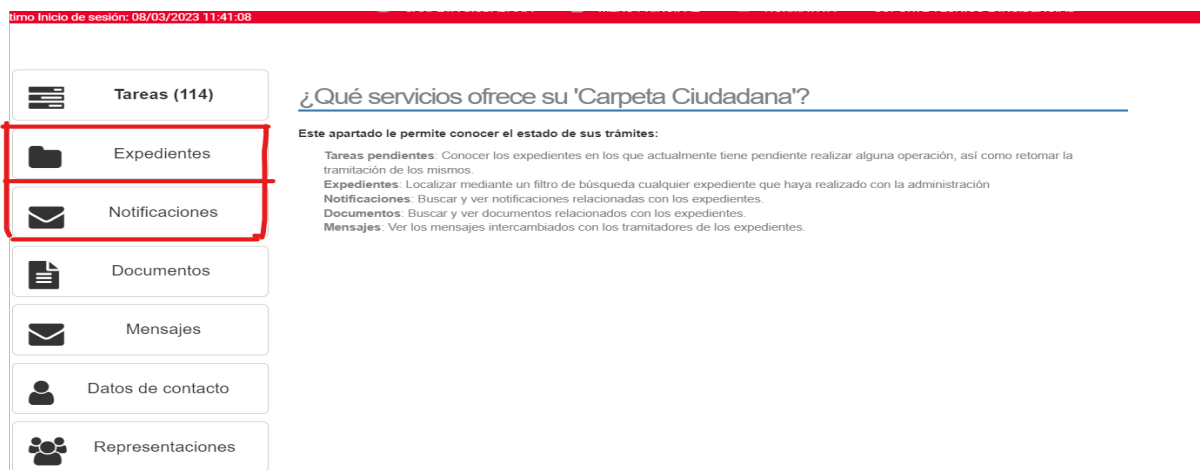 timo Inicio de sesión: 08/03/2023 11:41:08
Tareas (114)
Expedientes
Notificaciones
Documentos
Mensajes
Datos de contacto
Representaciones
¿Qué servicios ofrece su 'Carpeta Ciudadana'?
Este apartado le permite conocer el estado de sus trámites:
Tareas pendientes: Conocer los expedientes en los que actualmente tiene pendiente realizar alguna operación, así como retomar la
tramitación de los mismos.
Expedientes: Localizar mediante un filtro de búsqueda cualquier expediente que haya realizado con la administración
Notificaciones: Buscar y ver notificaciones relacionadas con los expedientes.
Documentos: Buscar y ver documentos relacionados con los expedientes.
Mensajes: Ver los mensajes intercambiados con los tramitadores de los expedientes.